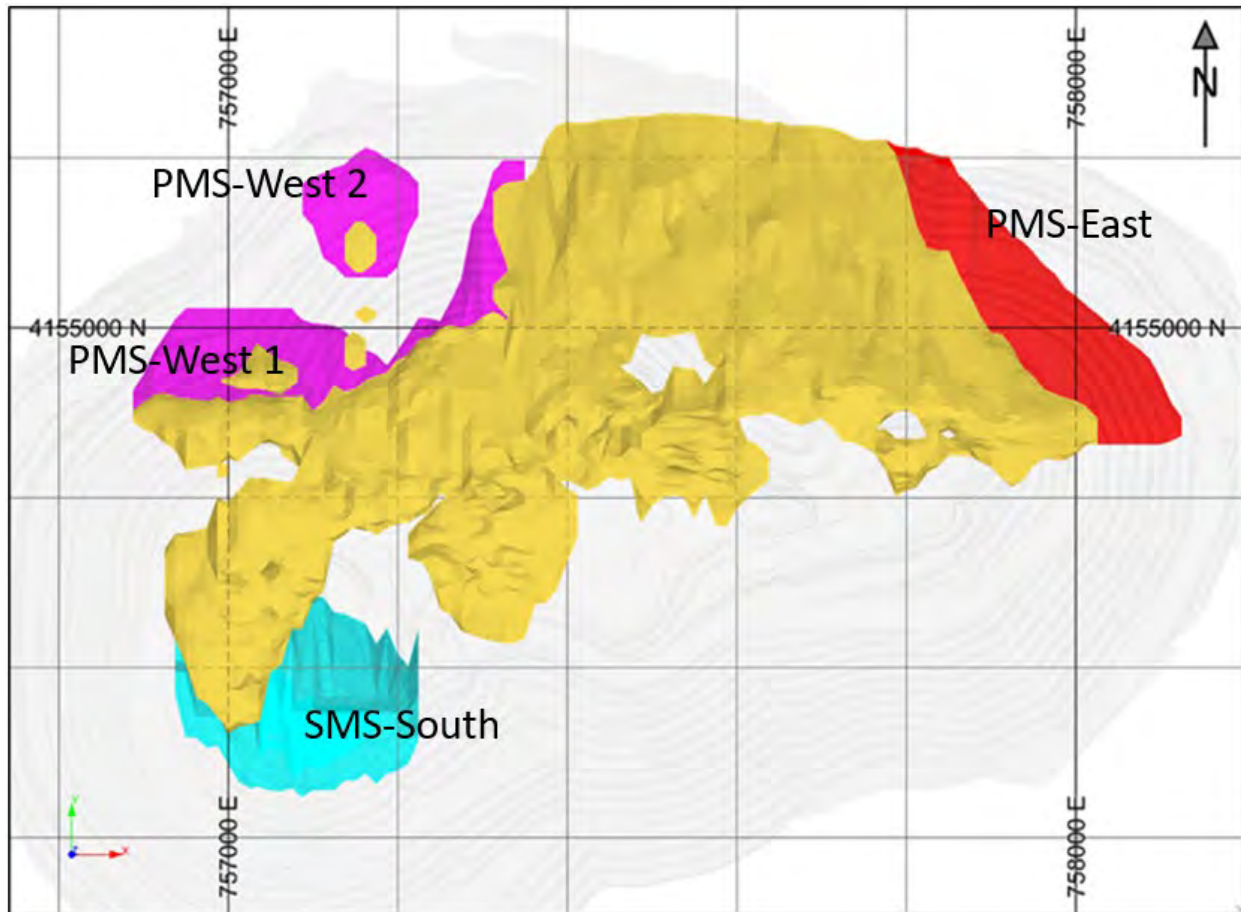 757000 E
758000 E
N
PMS-West 2
PMS-East
4155000 N
4155000 N
PMS-West 1
SMS-South
757000 E
758000 E
Y
X
Z